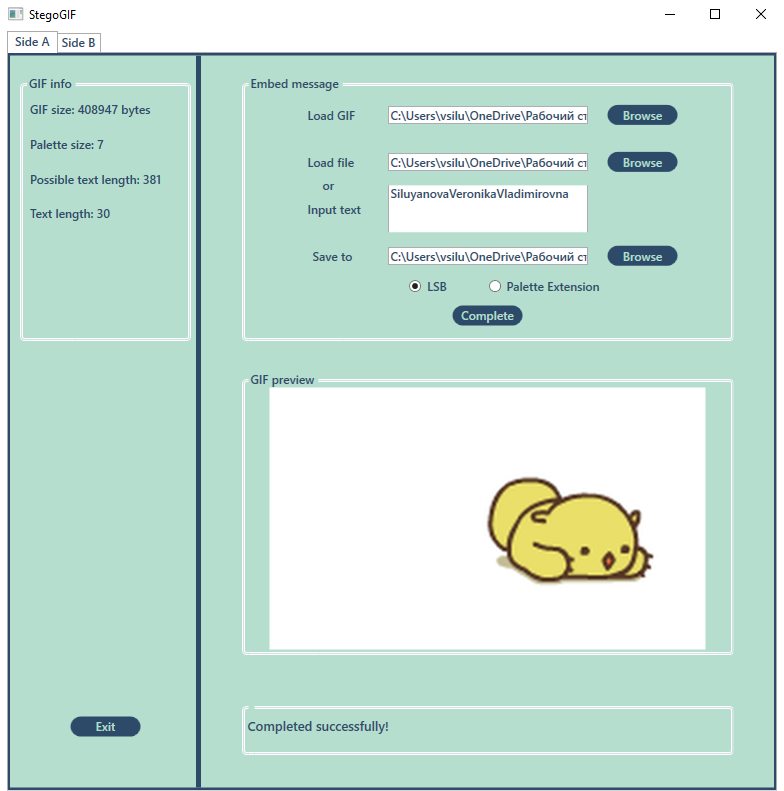 StegoGIF
Side A
Side B
GIF info
GIF size: 408947 bytes
Palette size: 7
Possible text length: 381
Text length: 30
Exit
Embed message
Load GIF
C:\Users\vsilu\OneDrive\Рабочий ст
Browse
Load file
C:\Users\vsilu\OneDrive\Рабочий ст
Browse
or
Input text
SiluyanovaVeronikaVladimirovna
Save to
C:\Users\vsilu\OneDrive\Рабочий ст
Browse
LSB
Palette Extension
Complete
GIF preview
Completed successfully!